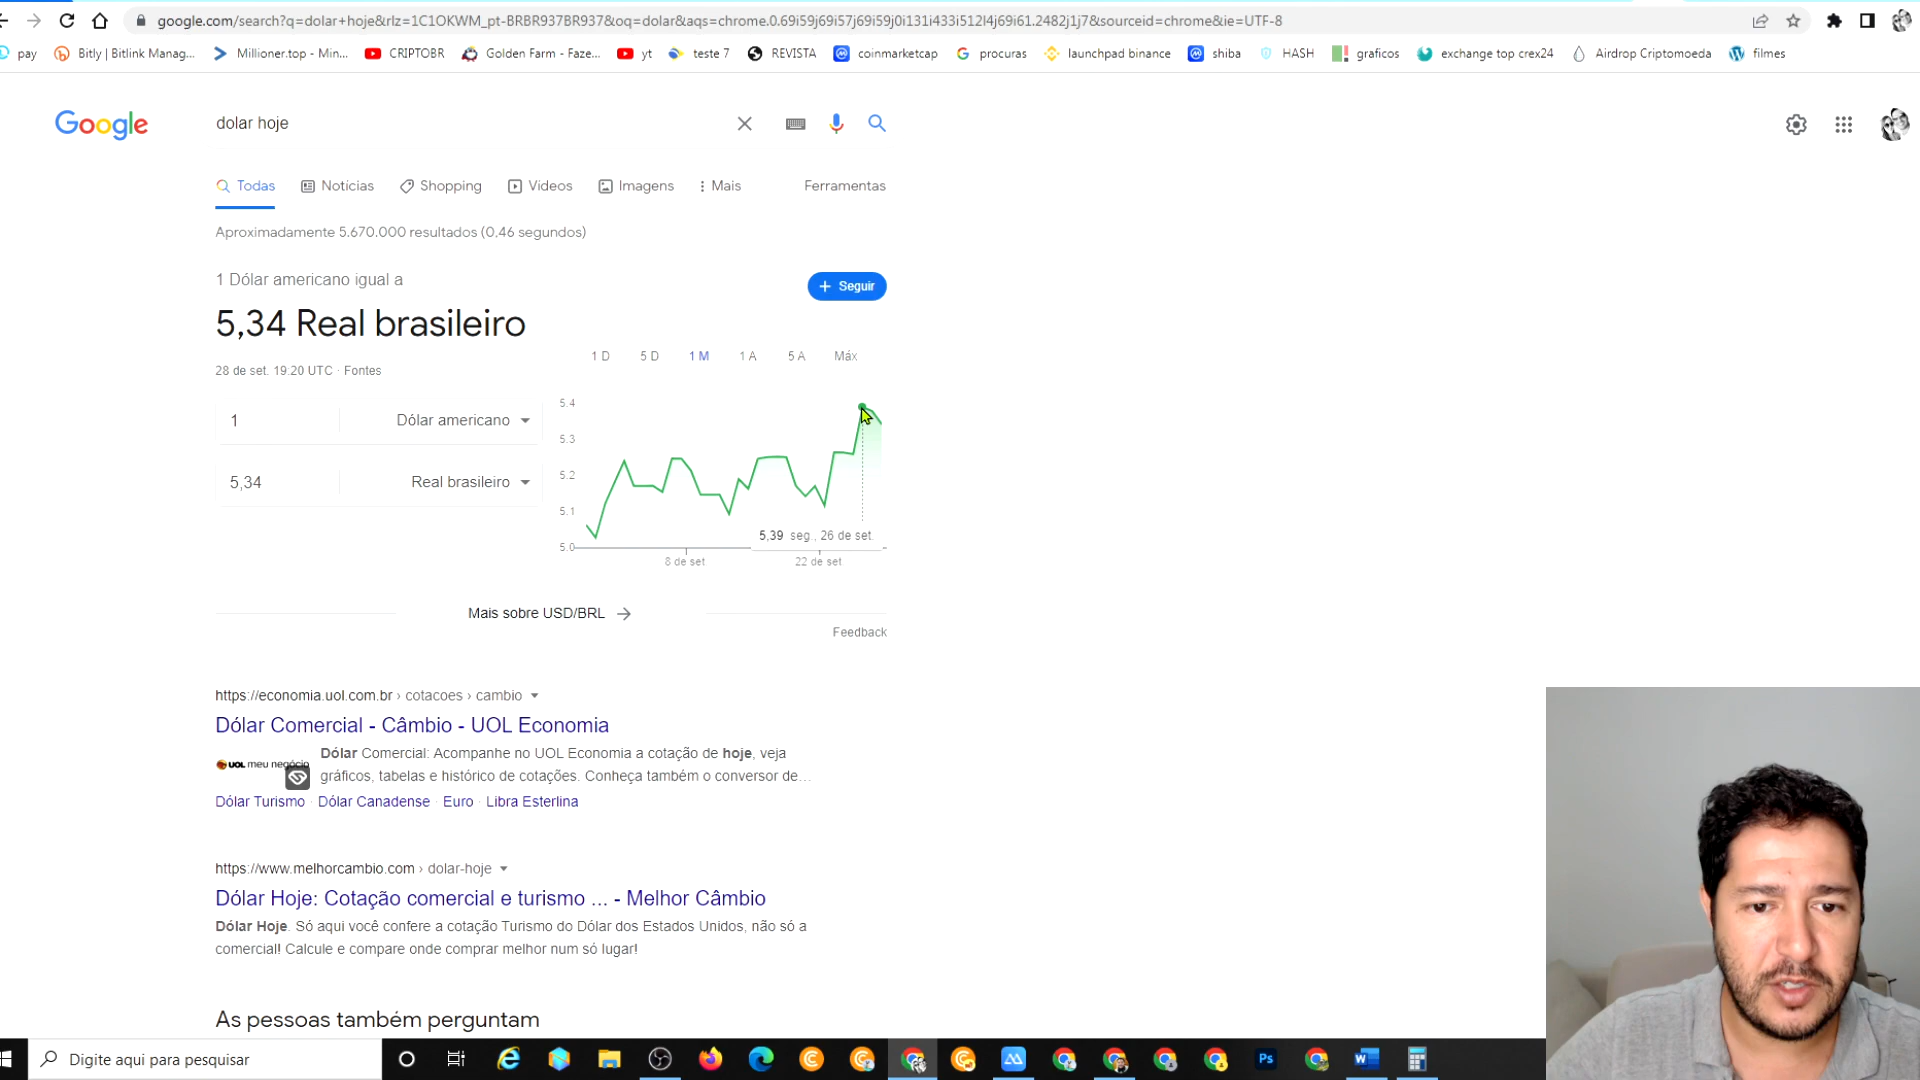 google.com/search?q=dolar+hoje&rlz=1C1OKWM_pt-BRBR937BR937&oq=dolar&aqs=chrome.0.69i59j69i57j69i59j0i131i433i512l4j69i61.2482j1j7&sourceid=chrome&ie=UTF-8
pay Bitly | Bitlink Manag... Millioner.top - Min... CRIPTOBR Golden Farm - Faze... yt teste 7 REVISTA coinmarketcap procuras launchpad binance shiba HASH graficos exchange top crex24 Airdrop Criptomoeda filmes
Google dolar hoje
Todas Notícias Shopping Vídeos Imagens Mais Ferramentas
Aproximadamente 5.670.000 resultados (0,46 segundos)
1 Dólar americano igual a
+ Seguir
5,34 Real brasileiro
1 D 5 D 1 M 1 A 5 A Máx
28 de set. 19:20 UTC · Fontes
1 Dólar americano
5,34 Real brasileiro
5.4
5.3
5.2
5.1
5.0
5,39 seg., 26 de set.
8 de set 22 de set
Mais sobre USD/BRL
Feedback
https://economia.uol.com.br › cotacoes › cambio
Dólar Comercial - Câmbio - UOL Economia
UOL meu negócio
Dólar Comercial: Acompanhe no UOL Economia a cotação de hoje, veja
gráficos, tabelas e histórico de cotações. Conheça também o conversor de...
Dólar Turismo · Dólar Canadense · Euro · Libra Esterlina
https://www.melhorcambio.com › dolar-hoje
Dólar Hoje: Cotação comercial e turismo ... - Melhor Câmbio
Dólar Hoje. Só aqui você confere a cotação Turismo do Dólar dos Estados Unidos, não só a
comercial! Calcule e compare onde comprar melhor num só lugar!
As pessoas também perguntam
Digite aqui para pesquisar
Ps
W